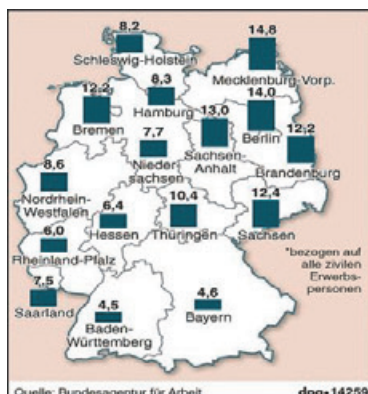 8,2
Schleswig-Holstein
14,8
Mecklenburg-Vorp.
12,2
Bremen
8,3
Hamburg
14,0
Berlin
13,0
Sachsen-
Anhalt
7,7
Nieder-
sachsen
12,2
Brandenburg
8,6
Nordrhein-
Westfalen
6,4
Hessen
10,4
Thüringen
12,4
Sachsen
6,0
Rheinland-Pfalz
*bezogen auf
alle zivilen
Erwerbs-
personen
7,5
Saarland
4,5
Baden-
Württemberg
4,6
Bayern
Quelle: Bundesagentur für Arbeit
dpa•14259